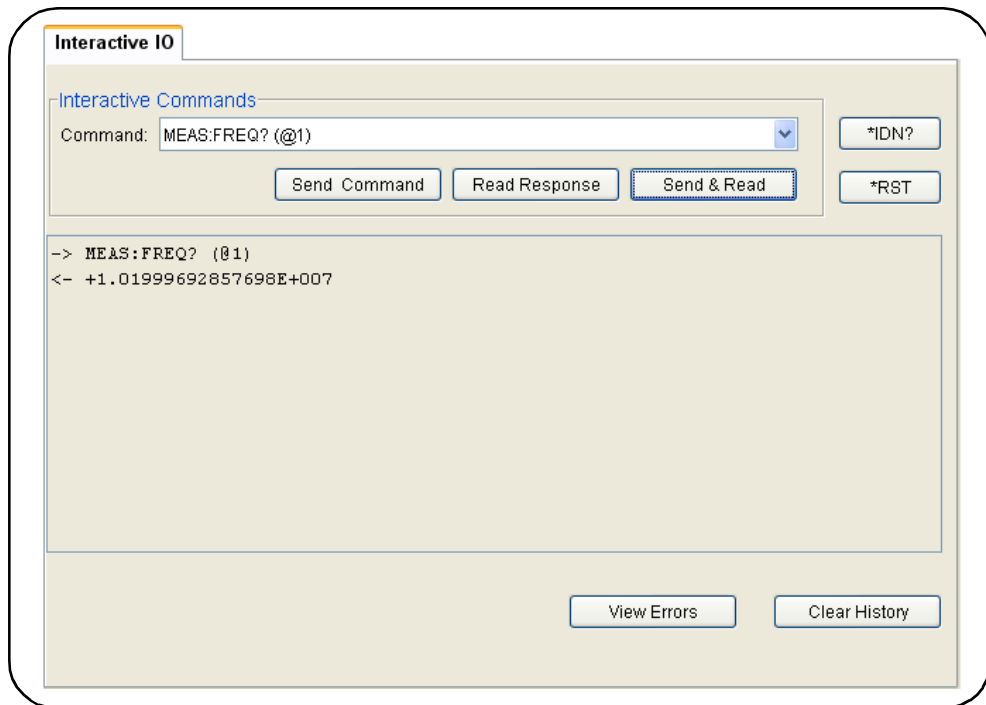 Interactive IO
Interactive Commands
Command: MEAS:FREQ? (@1)
*IDN?
Send Command Read Response Send & Read
*RST
-> MEAS:FREQ? (@1)
<- +1.01999692857698E+007
View Errors Clear History